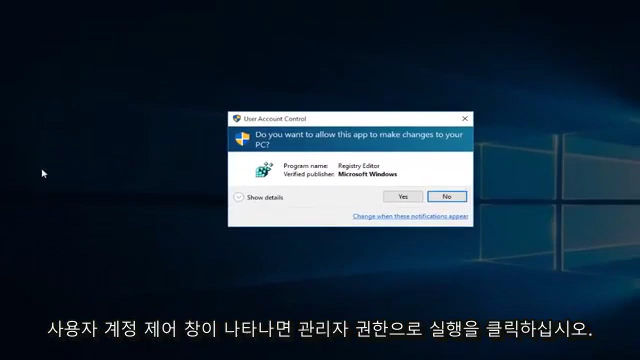 User Account Control
Do you want to allow this app to make changes to your
PC?
Program name: Registry Editor
Verified publisher: Microsoft Windows
Show details
Yes
No
Change when these notifications appear
사용자 계정 제어 창이 나타나면 관리자 권한으로 실행을 클릭하십시오.